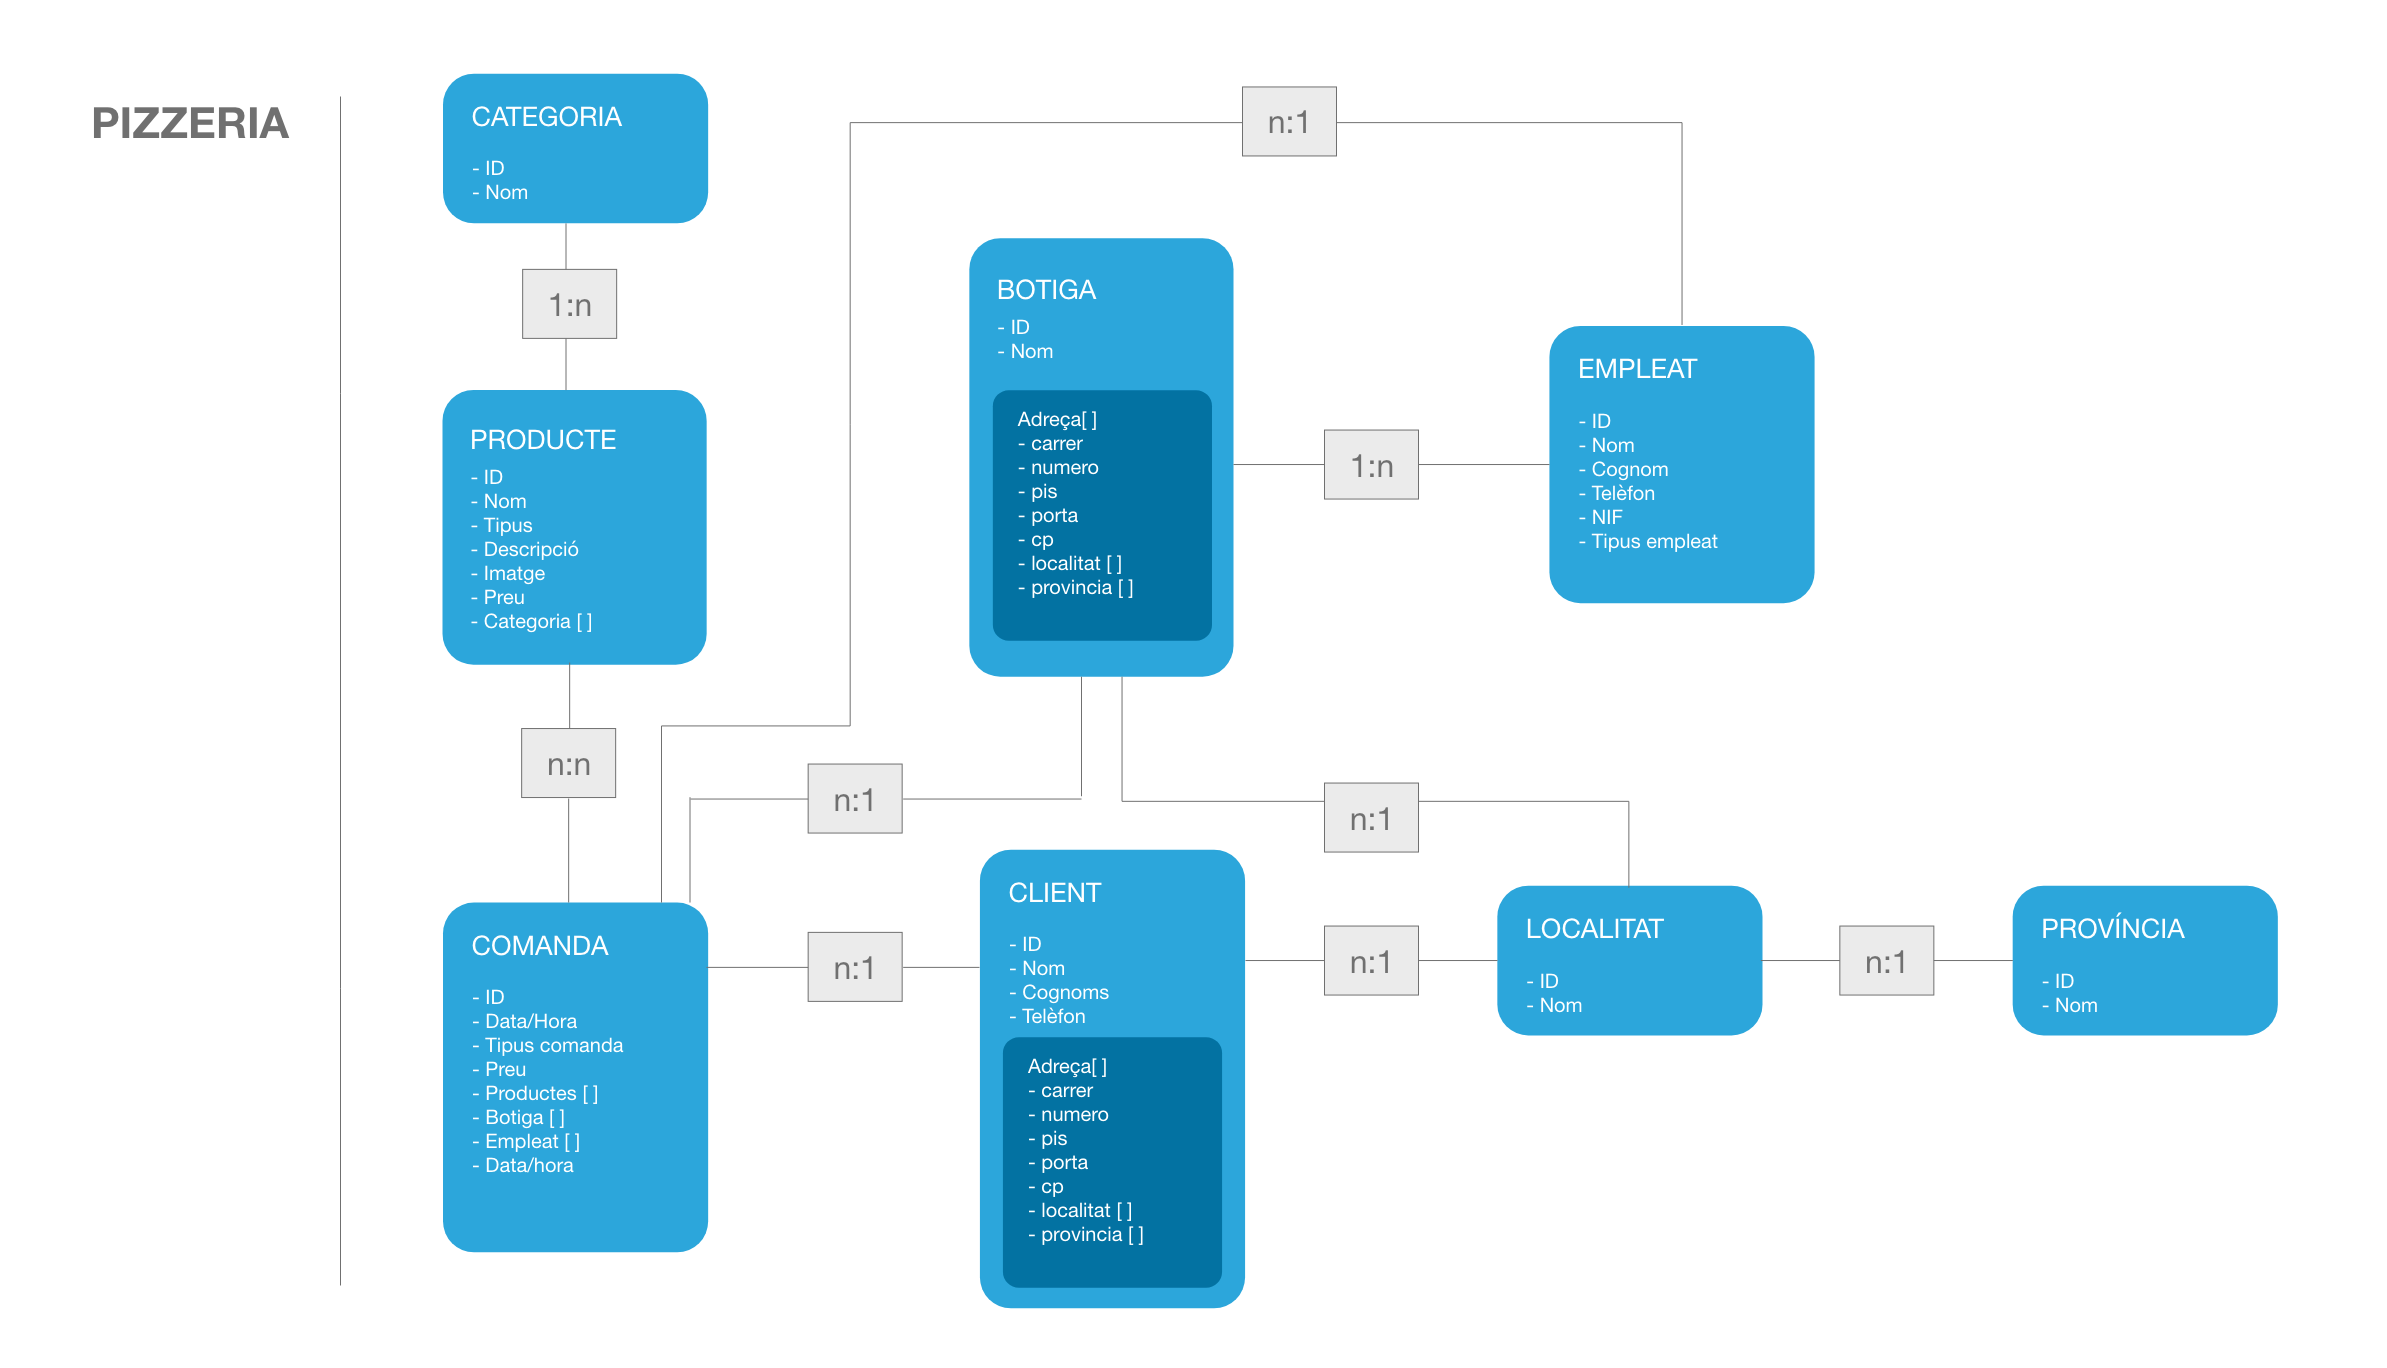 PIZZERIA
CATEGORIA
- ID
- Nom
1:n
PRODUCTE
- ID
- Nom
- Tipus
- Descripció
- Imatge
- Preu
- Categoria [ ]
n:n
COMANDA
- ID
- Data/Hora
- Tipus comanda
- Preu
- Productes [ ]
- Botiga [ ]
- Empleat [ ]
- Data/hora
n:1
BOTIGA
- ID
- Nom
Adreça[ ]
- carrer
- numero
- pis
- porta
- cp
- localitat [ ]
- provincia [ ]
1:n
EMPLEAT
- ID
- Nom
- Cognom
- Telèfon
- NIF
- Tipus empleat
n:1
n:1
n:1
CLIENT
- ID
- Nom
- Cognoms
- Telèfon
Adreça[ ]
- carrer
- numero
- pis
- porta
- cp
- localitat [ ]
- provincia [ ]
n:1
LOCALITAT
- ID
- Nom
n:1
PROVÍNCIA
- ID
- Nom